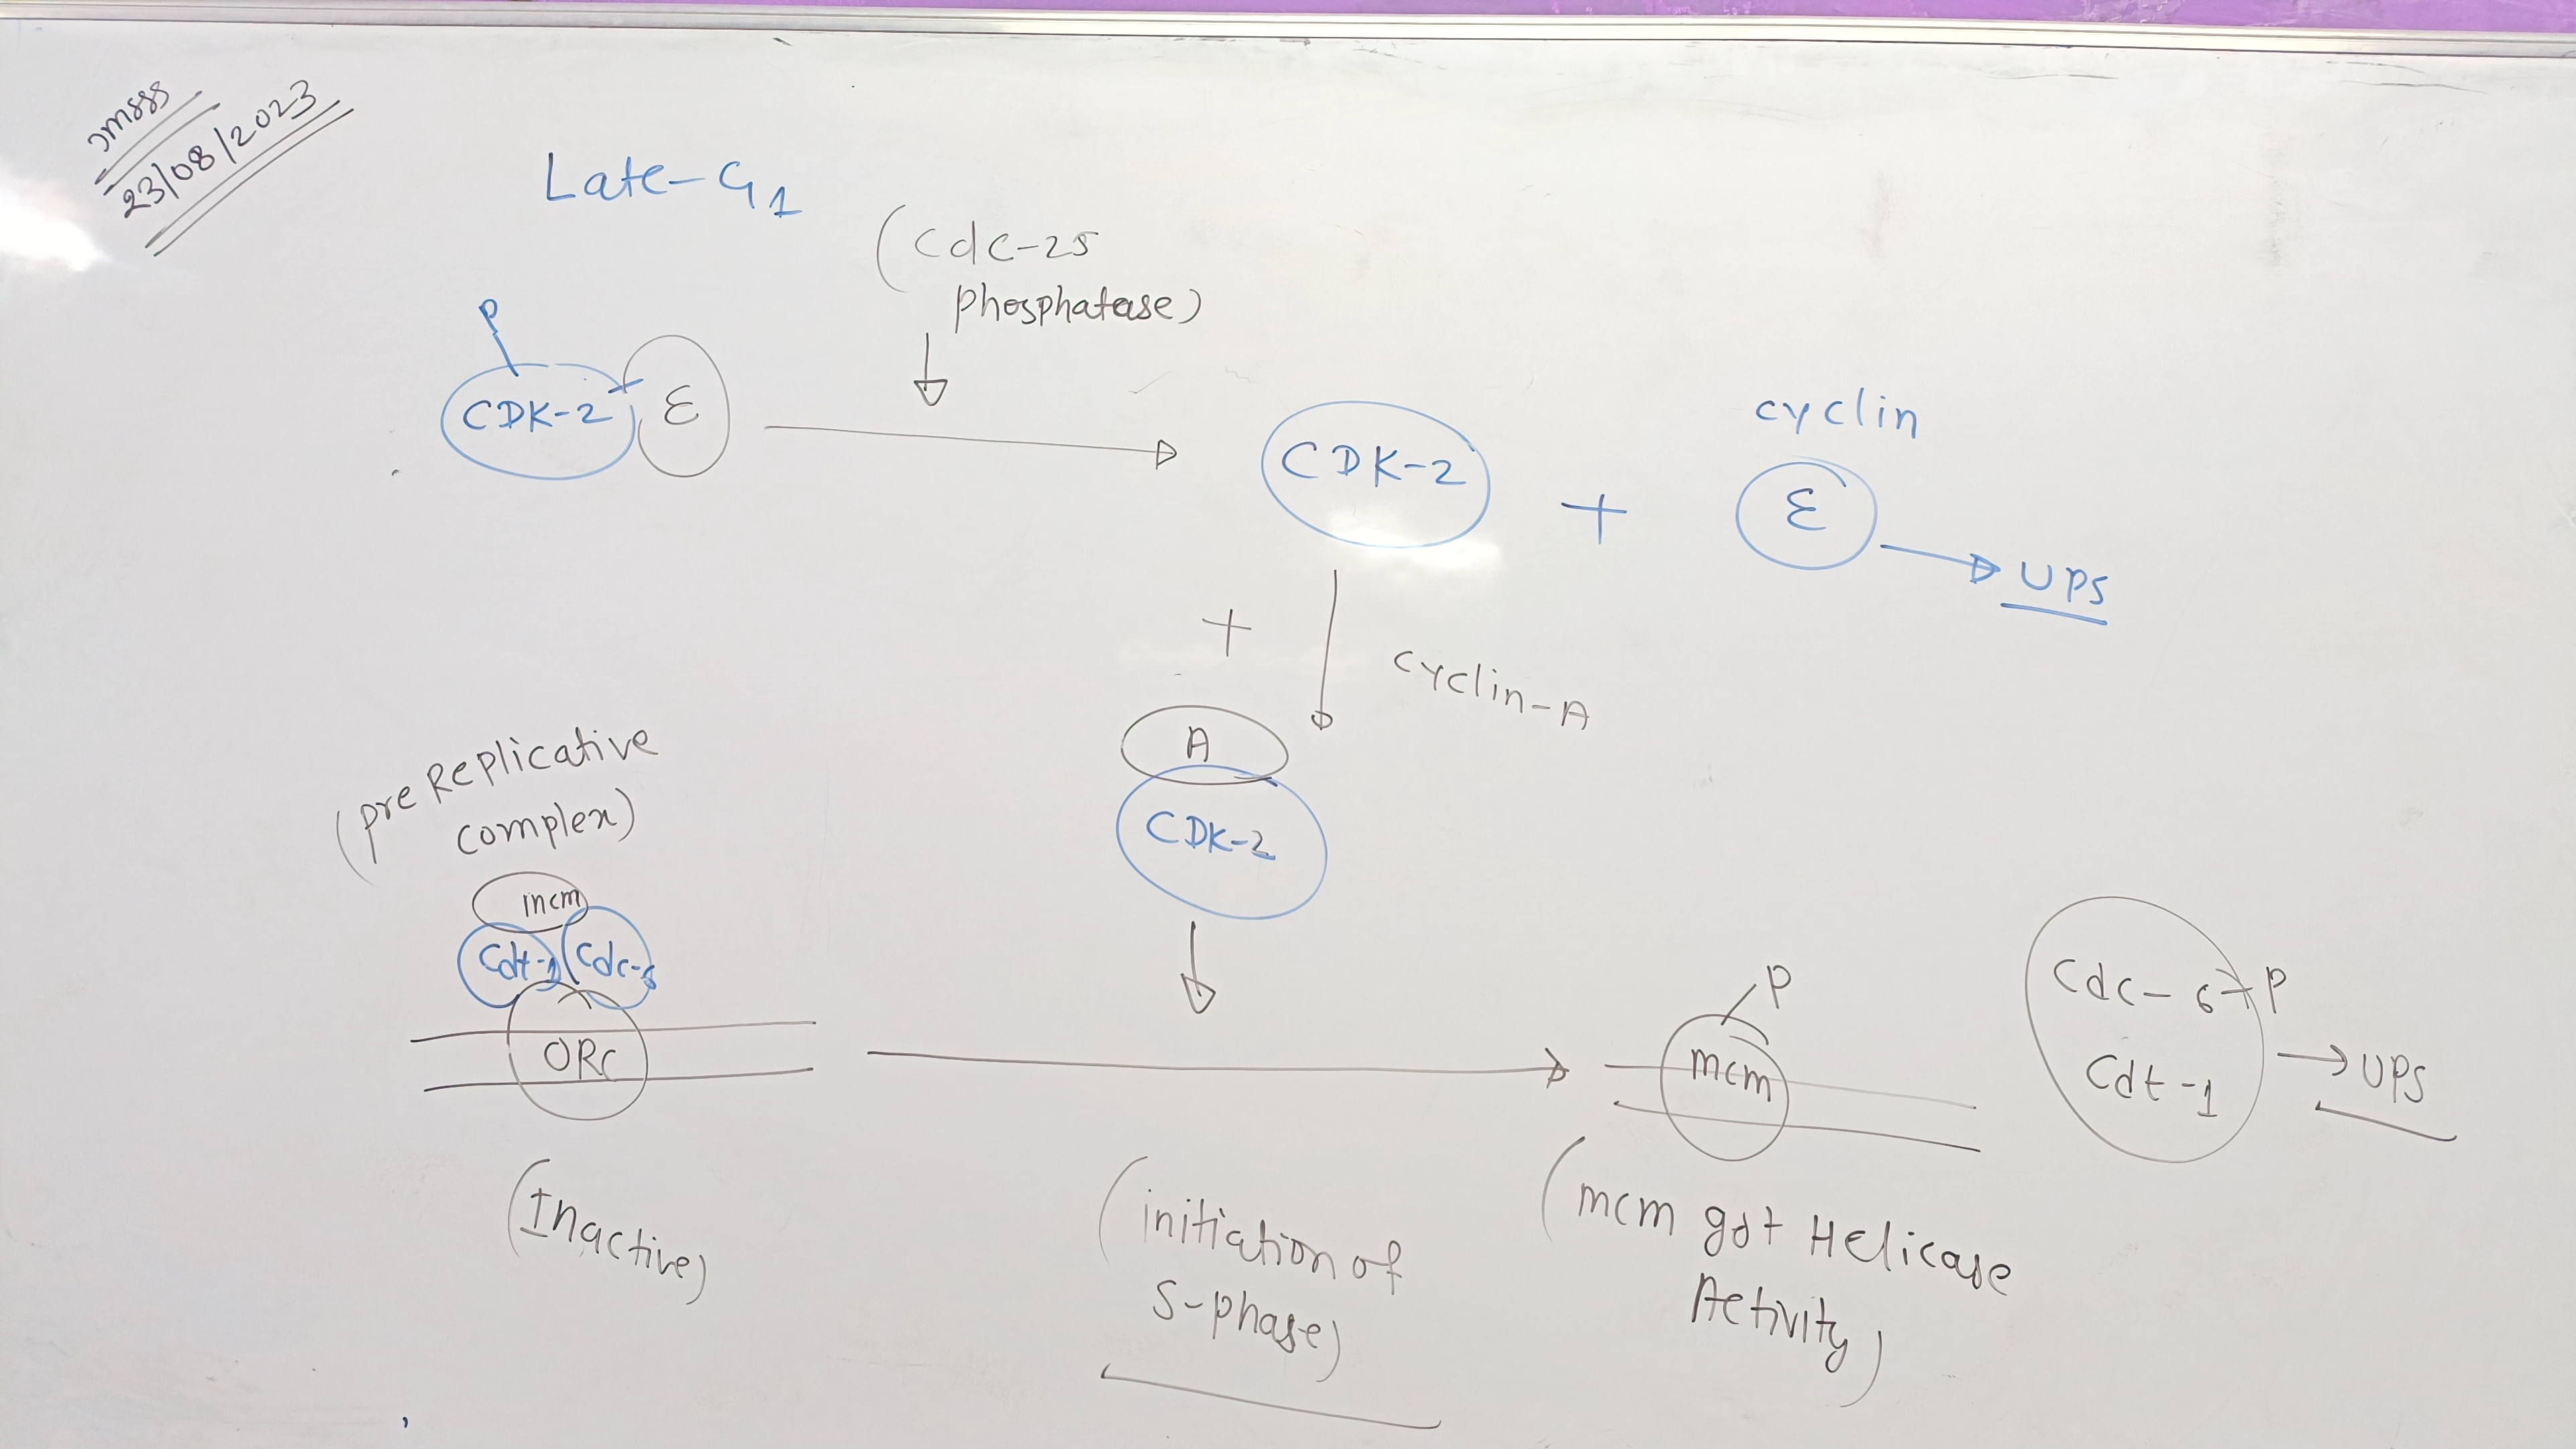 Jmsss
23/08/2023
Late-G1
(Cdc-25
phosphatase)
P
CDK-2
E
CDK-2
+
cyclin
E
UPS
+
cyclin-A
A
CDK-2
(pre Replicative
complex)
mcm
Cdt-1
Cdc-6
ORC
(Inactive)
(initiation of
S-phase)
P
mcm
(mcm got Helicase
Activity)
Cdc-6-P
Cdt-1
UPS